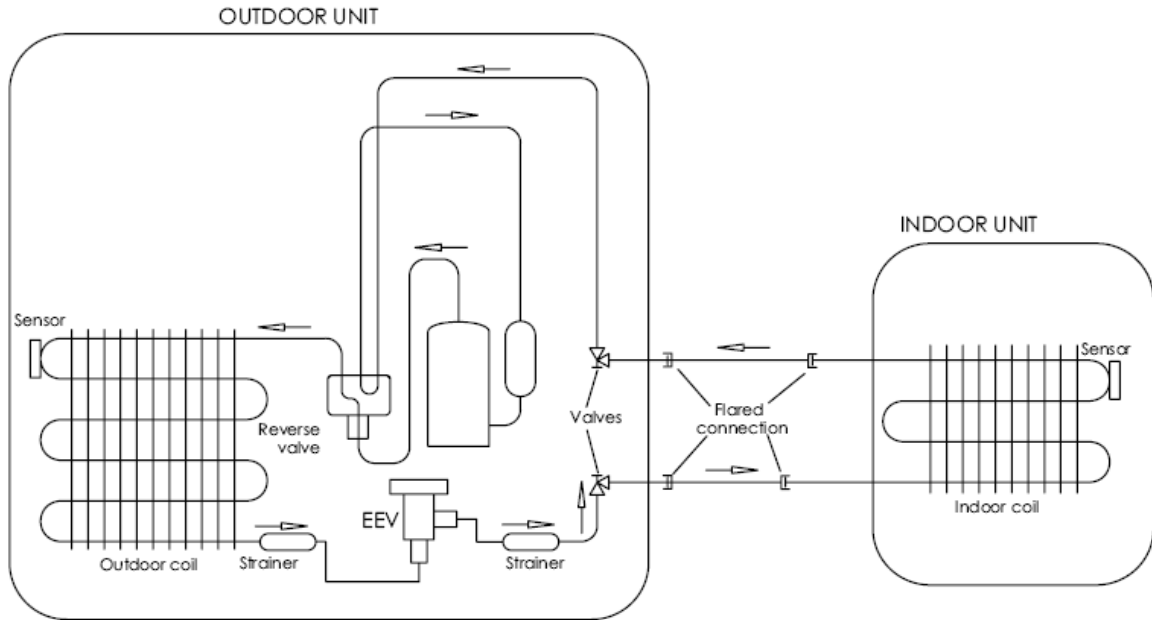 OUTDOOR UNIT
INDOOR UNIT
Sensor
Sensor
Reverse
valve
Valves
Flared
connection
EEV
Indoor coil
Outdoor coil
Strainer
Strainer